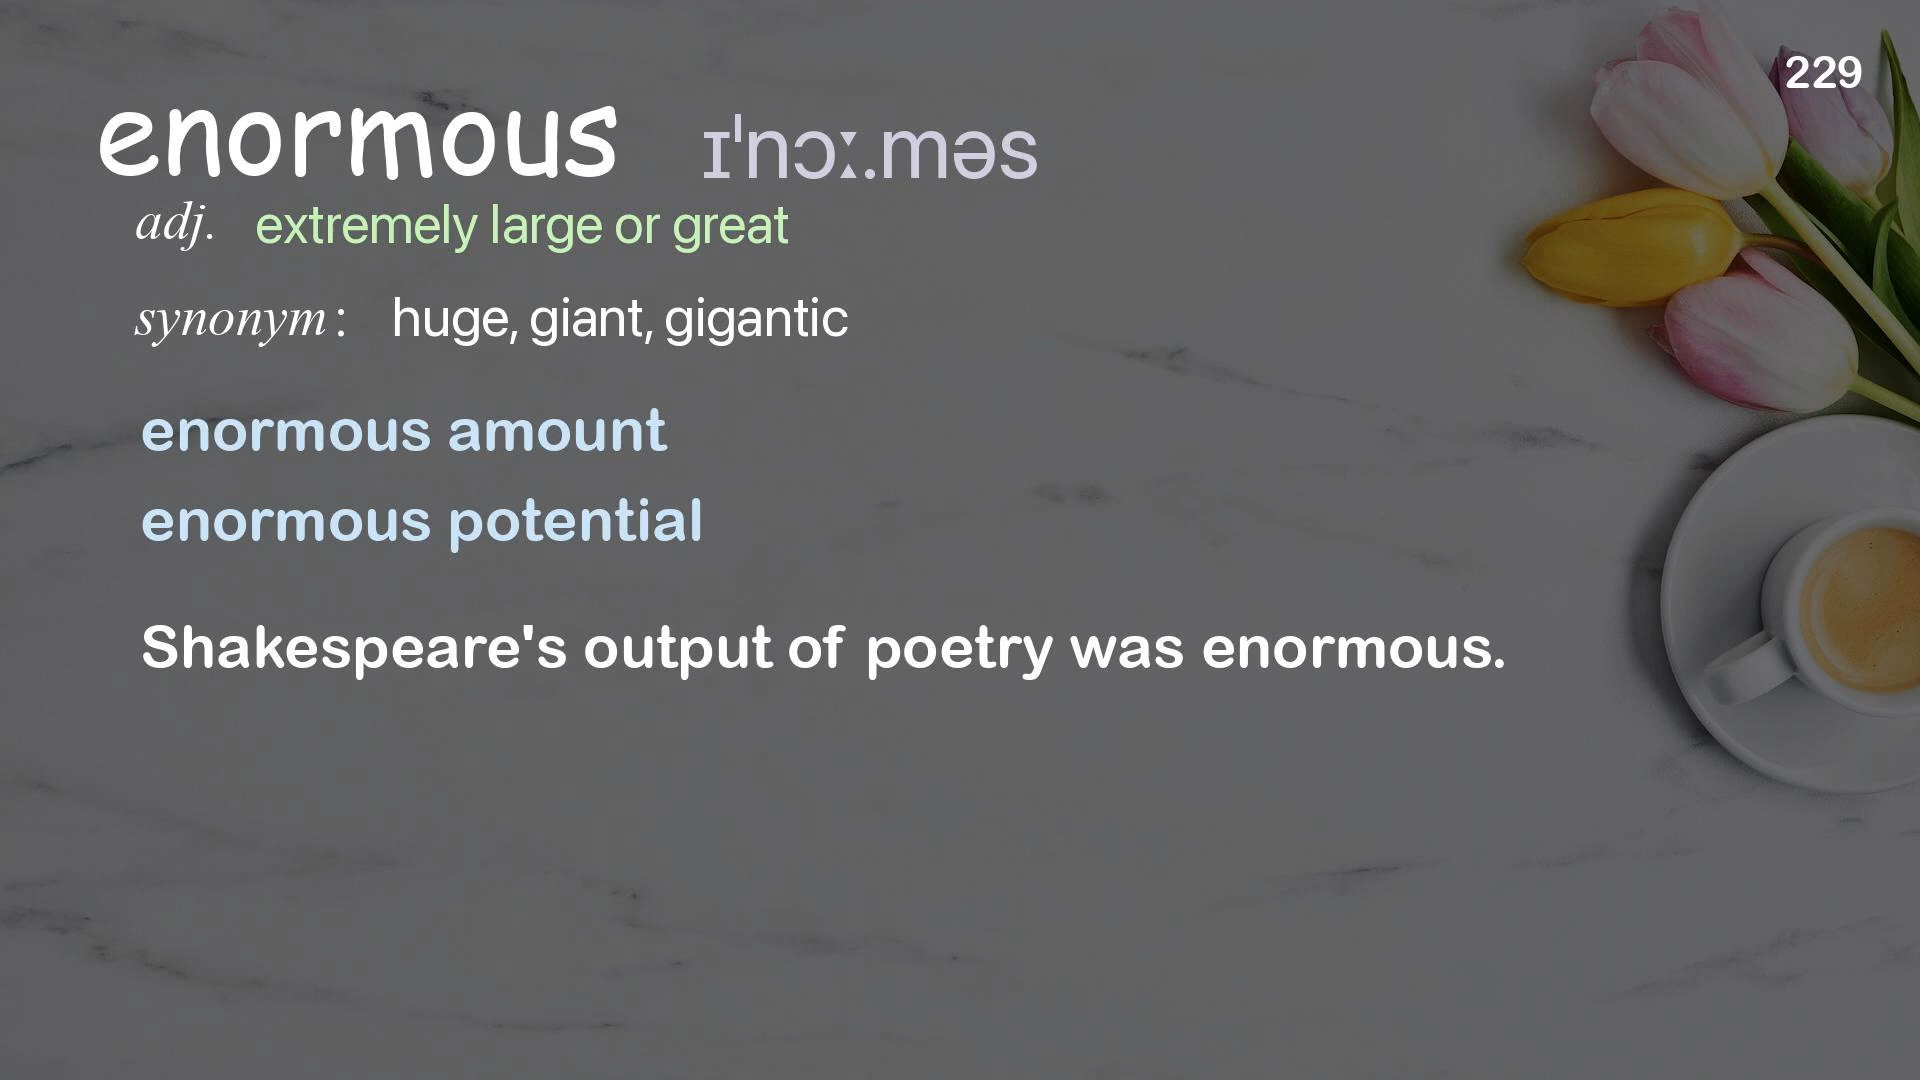 229
enormous ɪˈnɔː.məs
adj. extremely large or great
synonym: huge, giant, gigantic
enormous amount
enormous potential
Shakespeare's output of poetry was enormous.